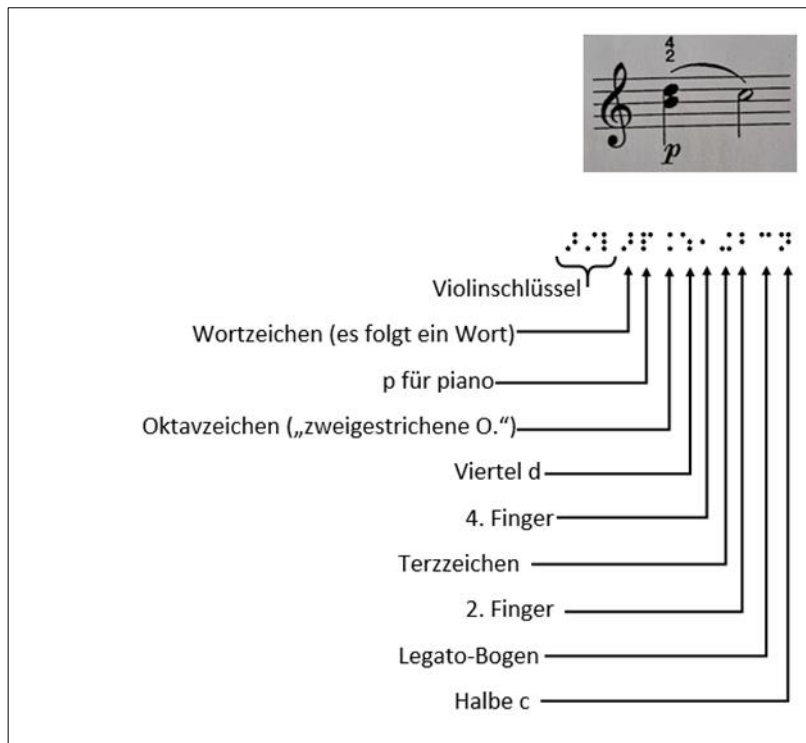 4
2
p
⠜⠌⠇⠜⠏⠨⠱⠂⠬⠃⠉⠝
Violinschlüssel
Wortzeichen (es folgt ein Wort)
p für piano
Oktavzeichen („zweigestrichene O.“)
Viertel d
4. Finger
Terzzeichen
2. Finger
Legato-Bogen
Halbe c